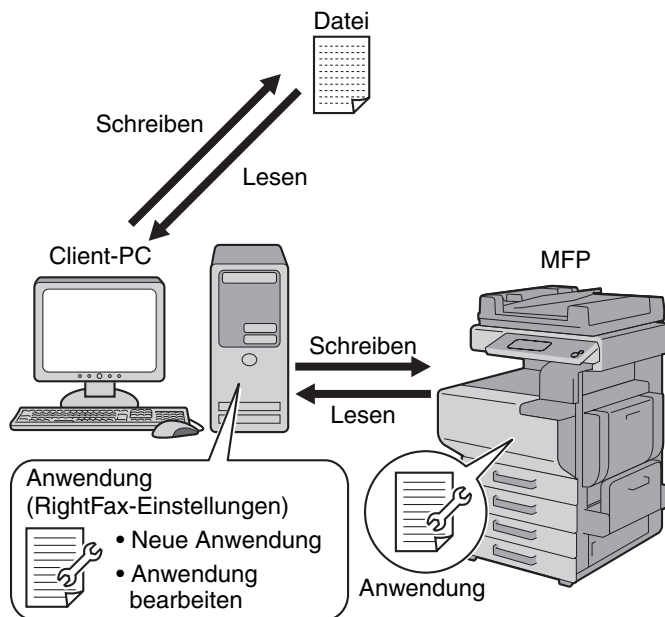 Datei
Schreiben
Lesen
Client-PC
MFP
Schreiben
Lesen
Anwendung
(RightFax-Einstellungen)
• Neue Anwendung
• Anwendung
bearbeiten
Anwendung